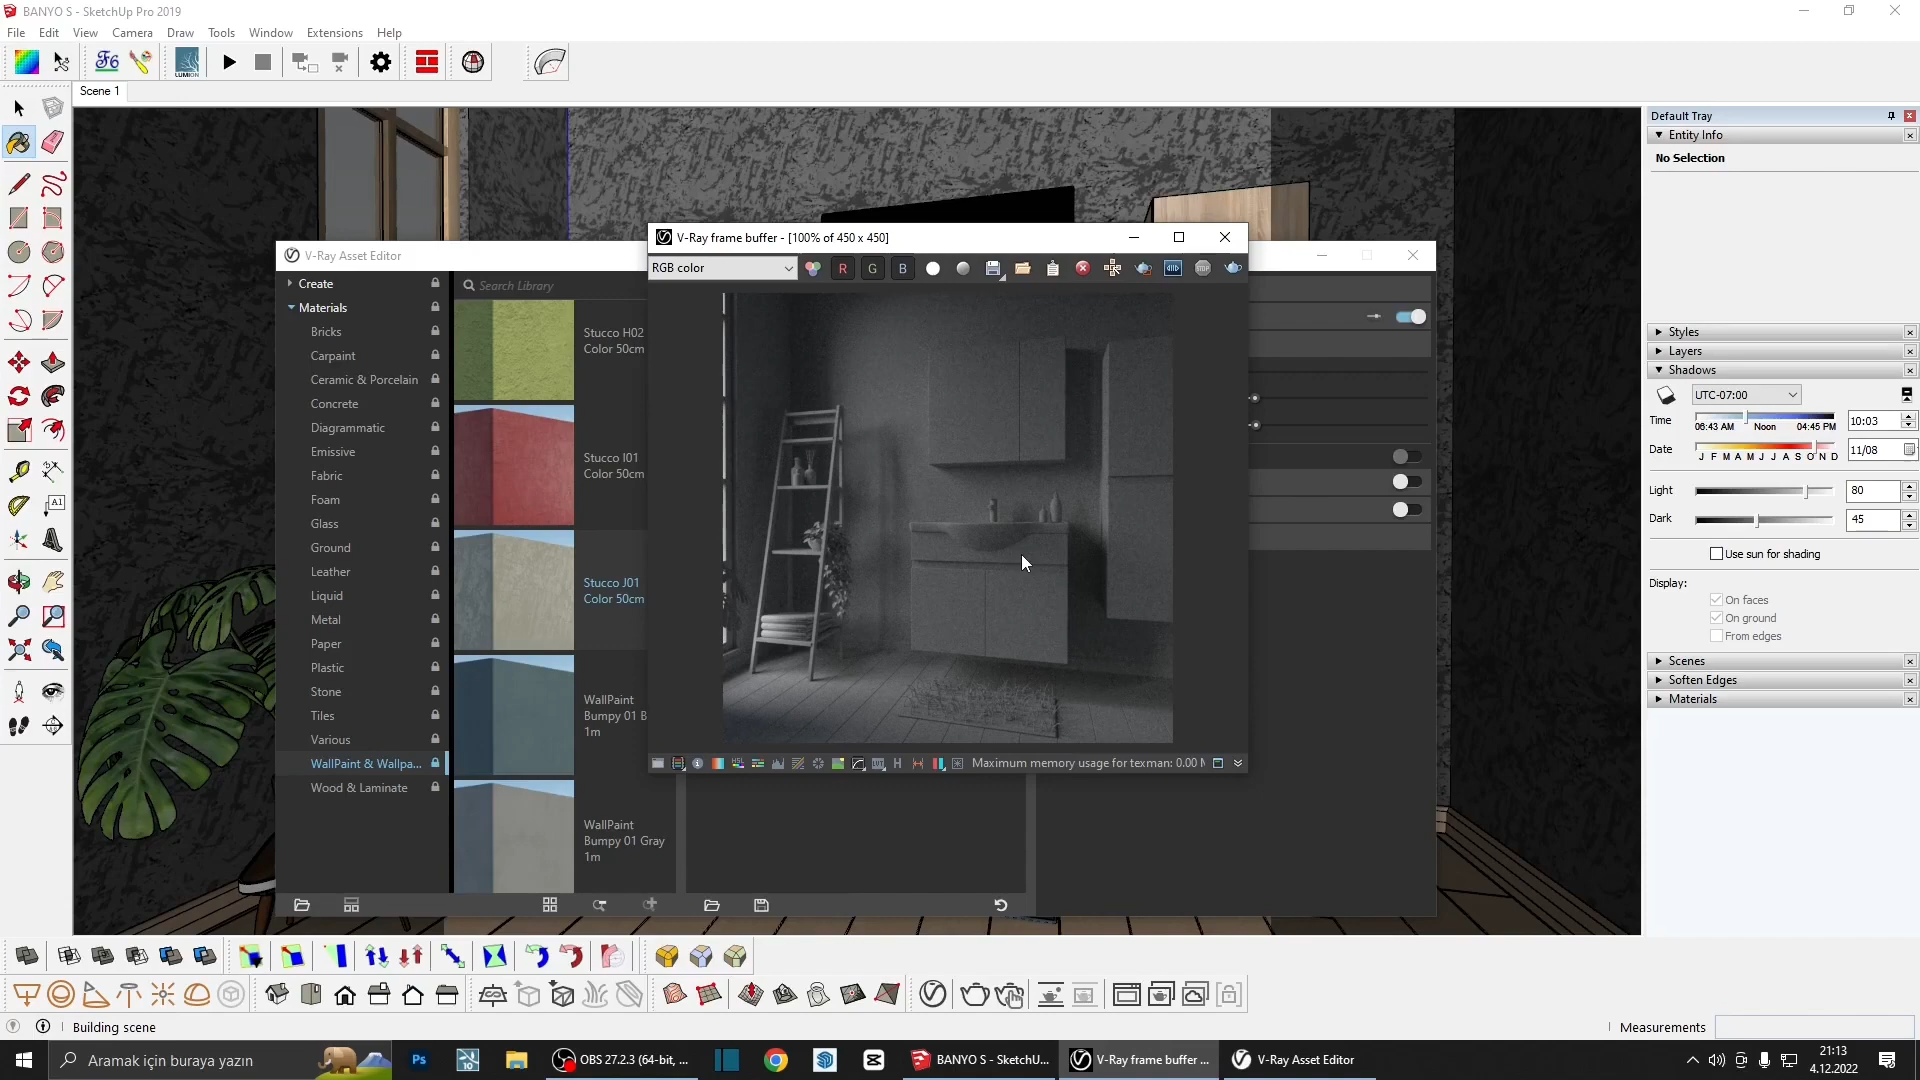 BANYO S - SketchUp Pro 2019
File Edit View Camera Draw Tools Window Extensions Help
LUMION
Scene 1
Default Tray
Entity Info
No Selection
V-Ray frame buffer - [100% of 450 x 450]
V-Ray Asset Editor
RGB color
R G B
STOP
Create
Search Library
Materials
Bricks
Carpaint
Ceramic & Porcelain
Concrete
Diagrammatic
Emissive
Fabric
Foam
Glass
Ground
Leather
Liquid
Metal
Paper
Plastic
Stone
Tiles
Various
WallPaint & Wallpa...
Wood & Laminate
Stucco H02
Color 50cm
Stucco I01
Color 50cm
Stucco J01
Color 50cm
WallPaint
Bumpy 01 B
1m
WallPaint
Bumpy 01 Gray
1m
HSL
LUT
H
Maximum memory usage for texman: 0.00 M
Styles
Layers
Shadows
UTC-07:00
Time
06:43 AM Noon 04:45 PM
10:03
Date
J F M A M J J A S O N D
11/08
Light
80
Dark
45
Use sun for shading
Display:
On faces
On ground
From edges
Scenes
Soften Edges
Materials
A1
Building scene
Measurements
Aramak için buraya yazın
Ps
10
OBS 27.2.3 (64-bit, ...
BANYO S - SketchU...
V-Ray frame buffer ...
V-Ray Asset Editor
21:13
4.12.2022